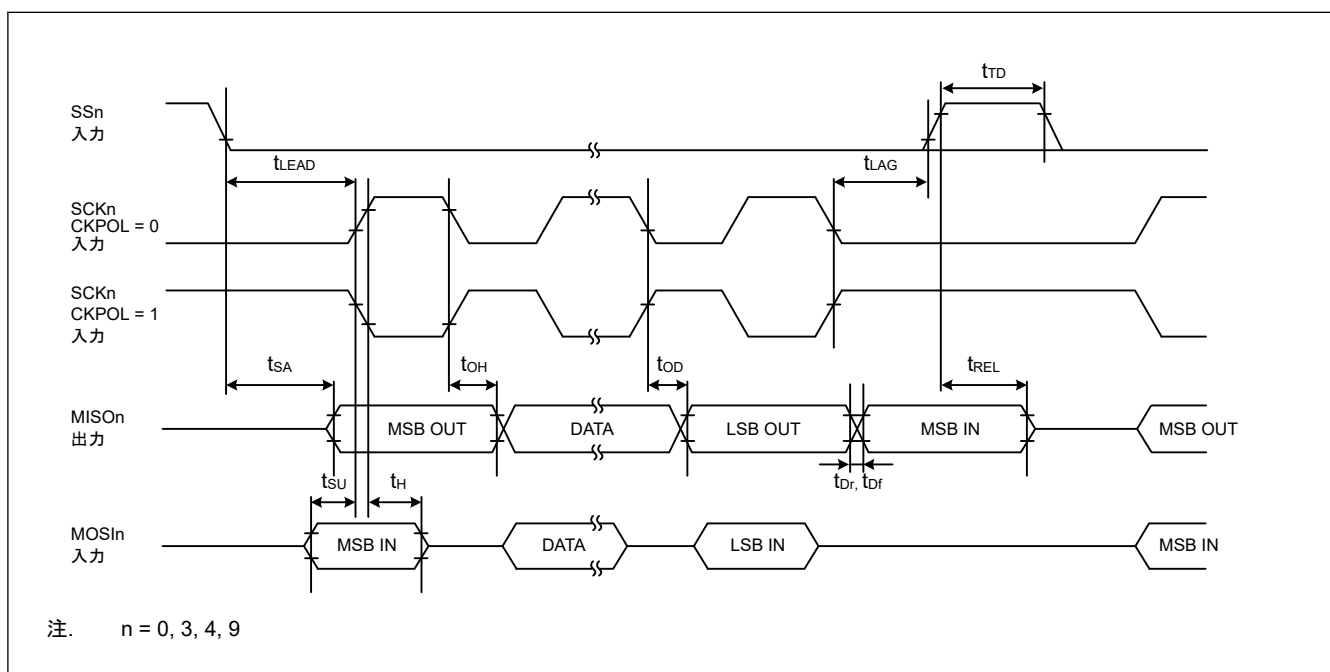 tTD
SSn
入力
tLEAD
tLAG
SCKn
CKPOL = 0
入力
SCKn
CKPOL = 1
入力
tSA
tOH
tOD
tREL
MISOn
出力
MSB OUT
DATA
LSB OUT
MSB IN
MSB OUT
tSU
tH
tDr, tDf
MOSIn
入力
MSB IN
DATA
LSB IN
MSB IN
注. n = 0, 3, 4, 9